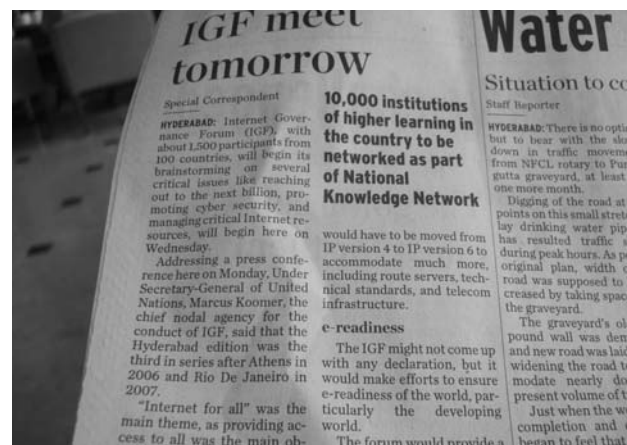 IGF meet
tomorrow
Special Correspondent
HYDERABAD: Internet Gover-
nance Forum (IGF), with
about 1,500 participants from
100 countries, will begin its
brainstorming on several
critical issues like reaching
out to the next billion, pro-
moting cyber security, and
managing critical Internet re-
sources, will begin here on
Wednesday.
Addressing a press confe-
rence here on Monday, Under
Secretary-General of United
Nations, Marcus Koomer, the
chief nodal agency for the
conduct of IGF, said that the
Hyderabad edition was the
third in series after Athens in
2006 and Rio De Janeiro in
2007.
"Internet for all" was the
main theme, as providing ac-
cess to all was the main ob-
10,000 institutions
of higher learning in
the country to be
networked as part
of National
Knowledge Network
would have to be moved from
IP version 4 to IP version 6 to
accommodate much more,
including route servers, tech-
nical standards, and telecom
infrastructure.
e-readiness
The IGF might not come up
with any declaration, but it
would make efforts to ensure
e-readiness of the world, par-
ticularly the developing
world.
The forum would provide a
Water
Situation to co
Staff Reporter
HYDERABAD: There is no optio
but to bear with the slo
down in traffic movem
from NFCL rotary to Pun
gutta graveyard, at least
one more month.
Digging of the road at
points on this small stretc
lay drinking water pip
has resulted traffic s
during peak hours. As pe
original plan, width o
road was supposed to
creased by taking spac
the graveyard.
The graveyard's ol
pound wall was dem
and new road was laid
widening the road to
modate nearly do
present volume of t
Just when the wo
completion and
began to feel that